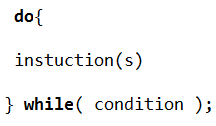 do{
instuction(s)
} while( condition );